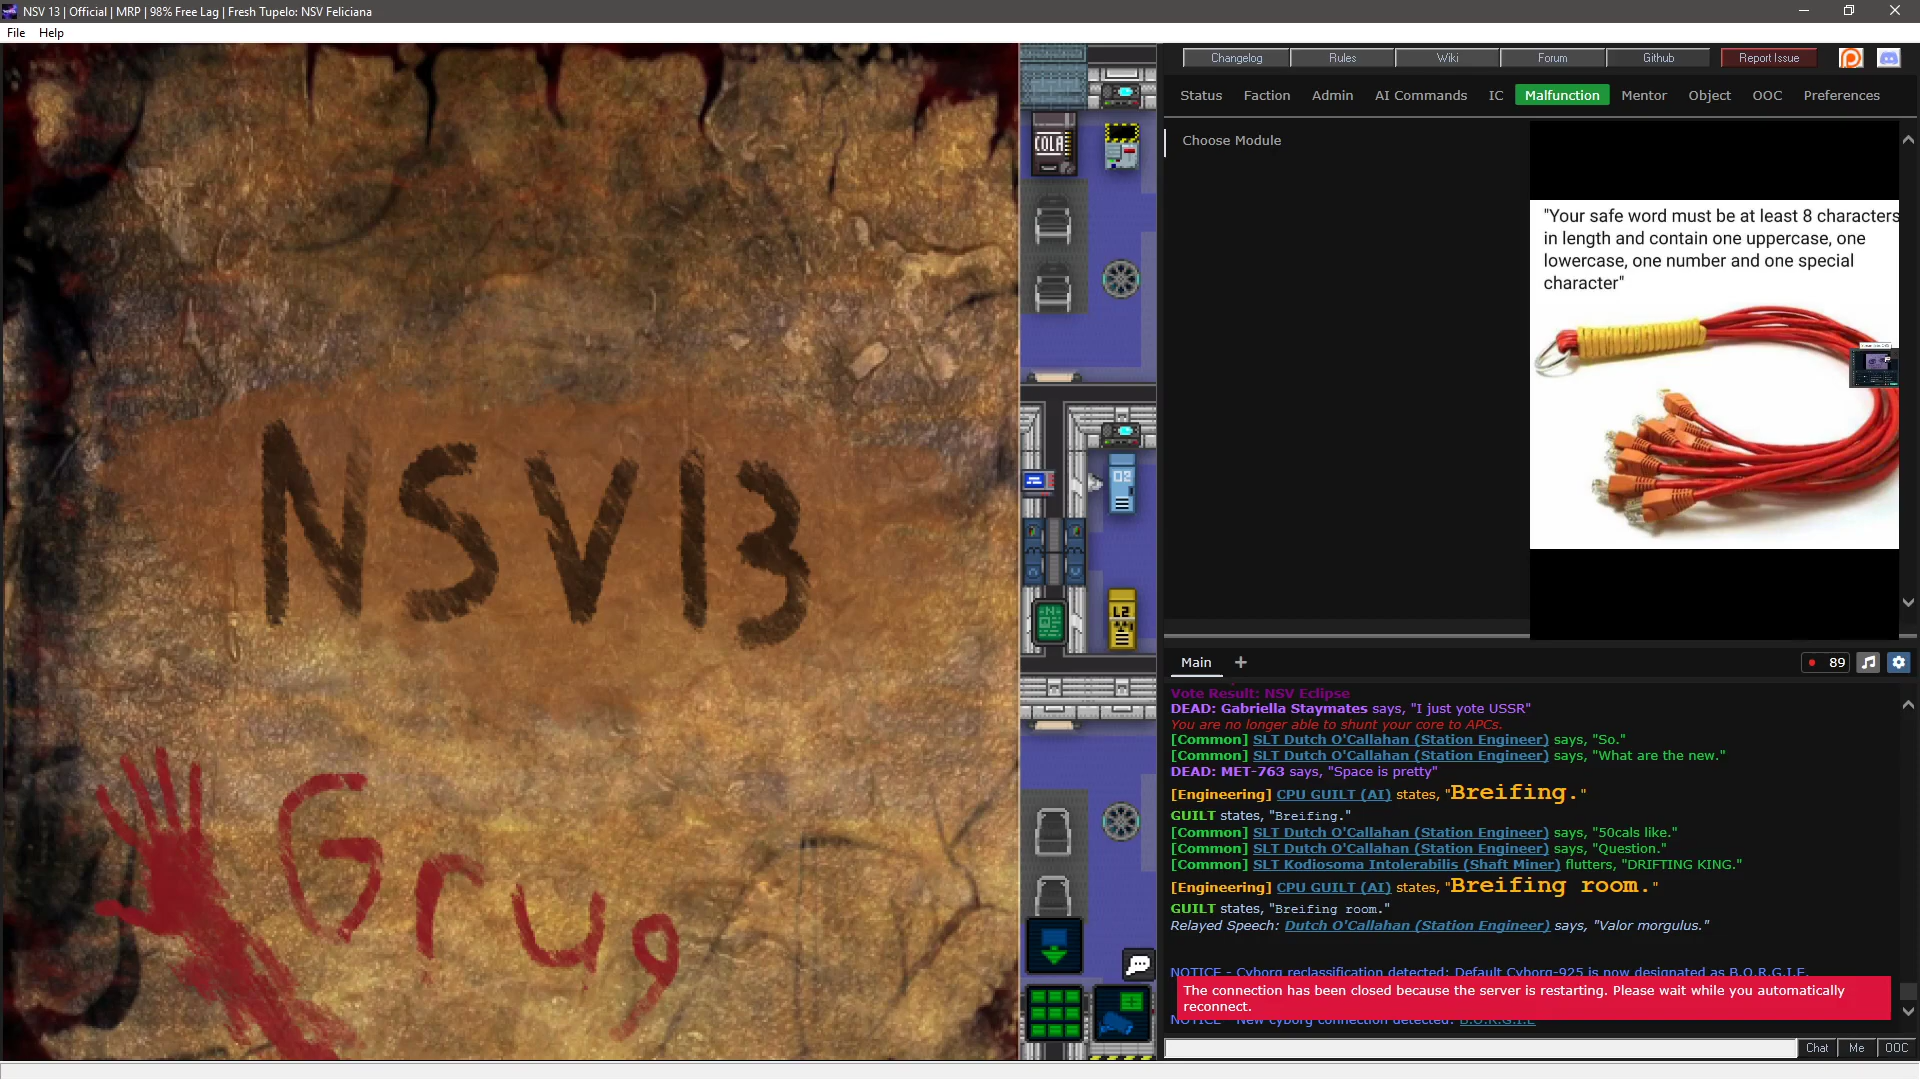 NSV 13 | Official | MRP | 98% Free Lag | Fresh Tupelo: NSV Feliciana
File Help
Changelog Rules Wiki Forum Github Report Issue
Status Faction Admin AI Commands IC Malfunction Mentor Object OOC Preferences
Choose Module
COLA
"Your safe word must be at least 8 characters
in length and contain one uppercase, one
lowercase, one number and one special
character"
NSV13
Grug
O2
L2
Main + 89
Vote Result: NSV Eclipse
DEAD: Gabriella Staymates says, "I just yote USSR"
You are no longer able to shunt your core to APCs.
[Common] SLT Dutch O'Callahan (Station Engineer) says, "So."
[Common] SLT Dutch O'Callahan (Station Engineer) says, "What are the new."
DEAD: MET-763 says, "Space is pretty"
[Engineering] CPU GUILT (AI) states, "Breifing."
GUILT states, "Breifing."
[Common] SLT Dutch O'Callahan (Station Engineer) says, "50cals like."
[Common] SLT Dutch O'Callahan (Station Engineer) says, "Question."
[Common] SLT Kodiosoma Intolerabilis (Shaft Miner) flutters, "DRIFTING KING."
[Engineering] CPU GUILT (AI) states, "Breifing room."
GUILT states, "Breifing room."
Relayed Speech: Dutch O'Callahan (Station Engineer) says, "Valor morgulus."
NOTICE - Cyborg reclassification detected: Default Cyborg-925 is now designated as B.O.R.G.I.E.
The connection has been closed because the server is restarting. Please wait while you automatically
reconnect.
NOTICE - New cyborg connection detected: B.O.R.G.I.E
Chat Me OOC